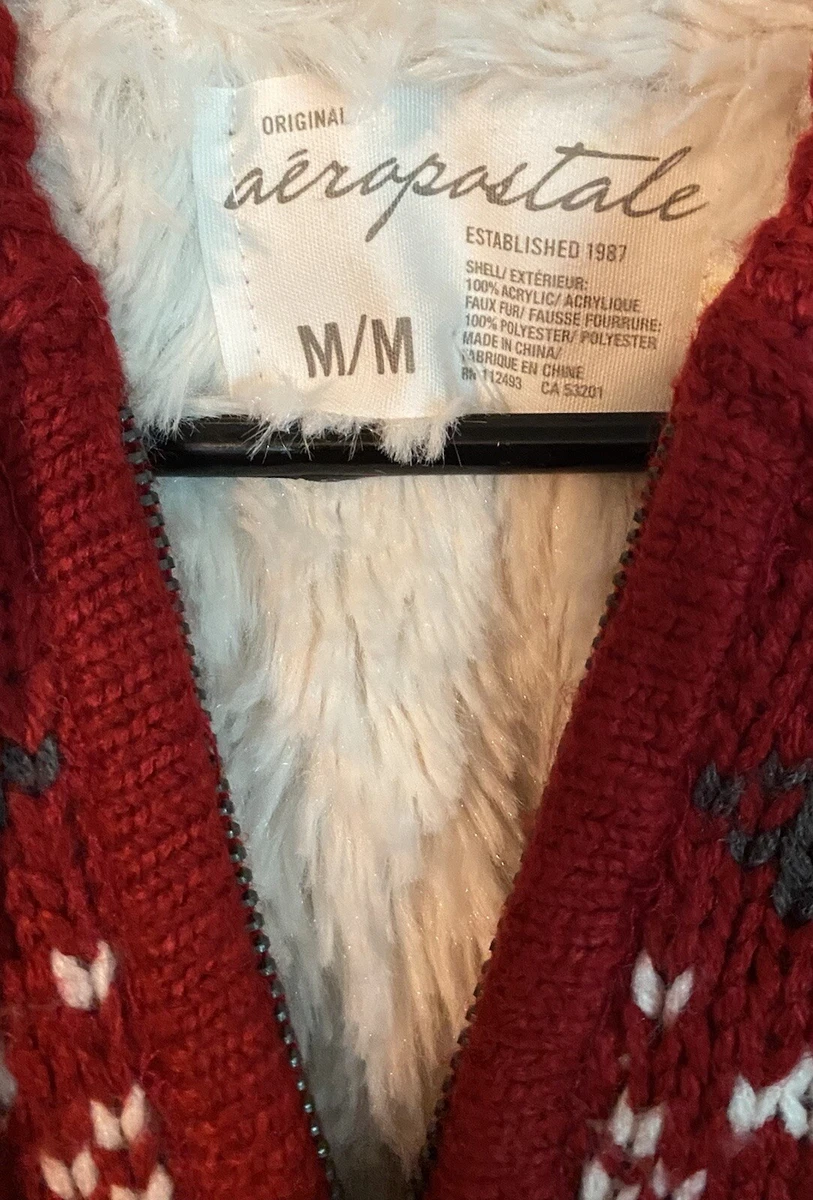 ORIGINAL
aéropostale
ESTABLISHED 1987
SHELL/ EXTÉRIEUR:
100% ACRYLIC/ ACRYLIQUE
FAUX FUR/ FAUSSE FOURRURE:
100% POLYESTER/ POLYESTER
MADE IN CHINA/
FABRIQUE EN CHINE
RN 112493 CA 53201
M/M